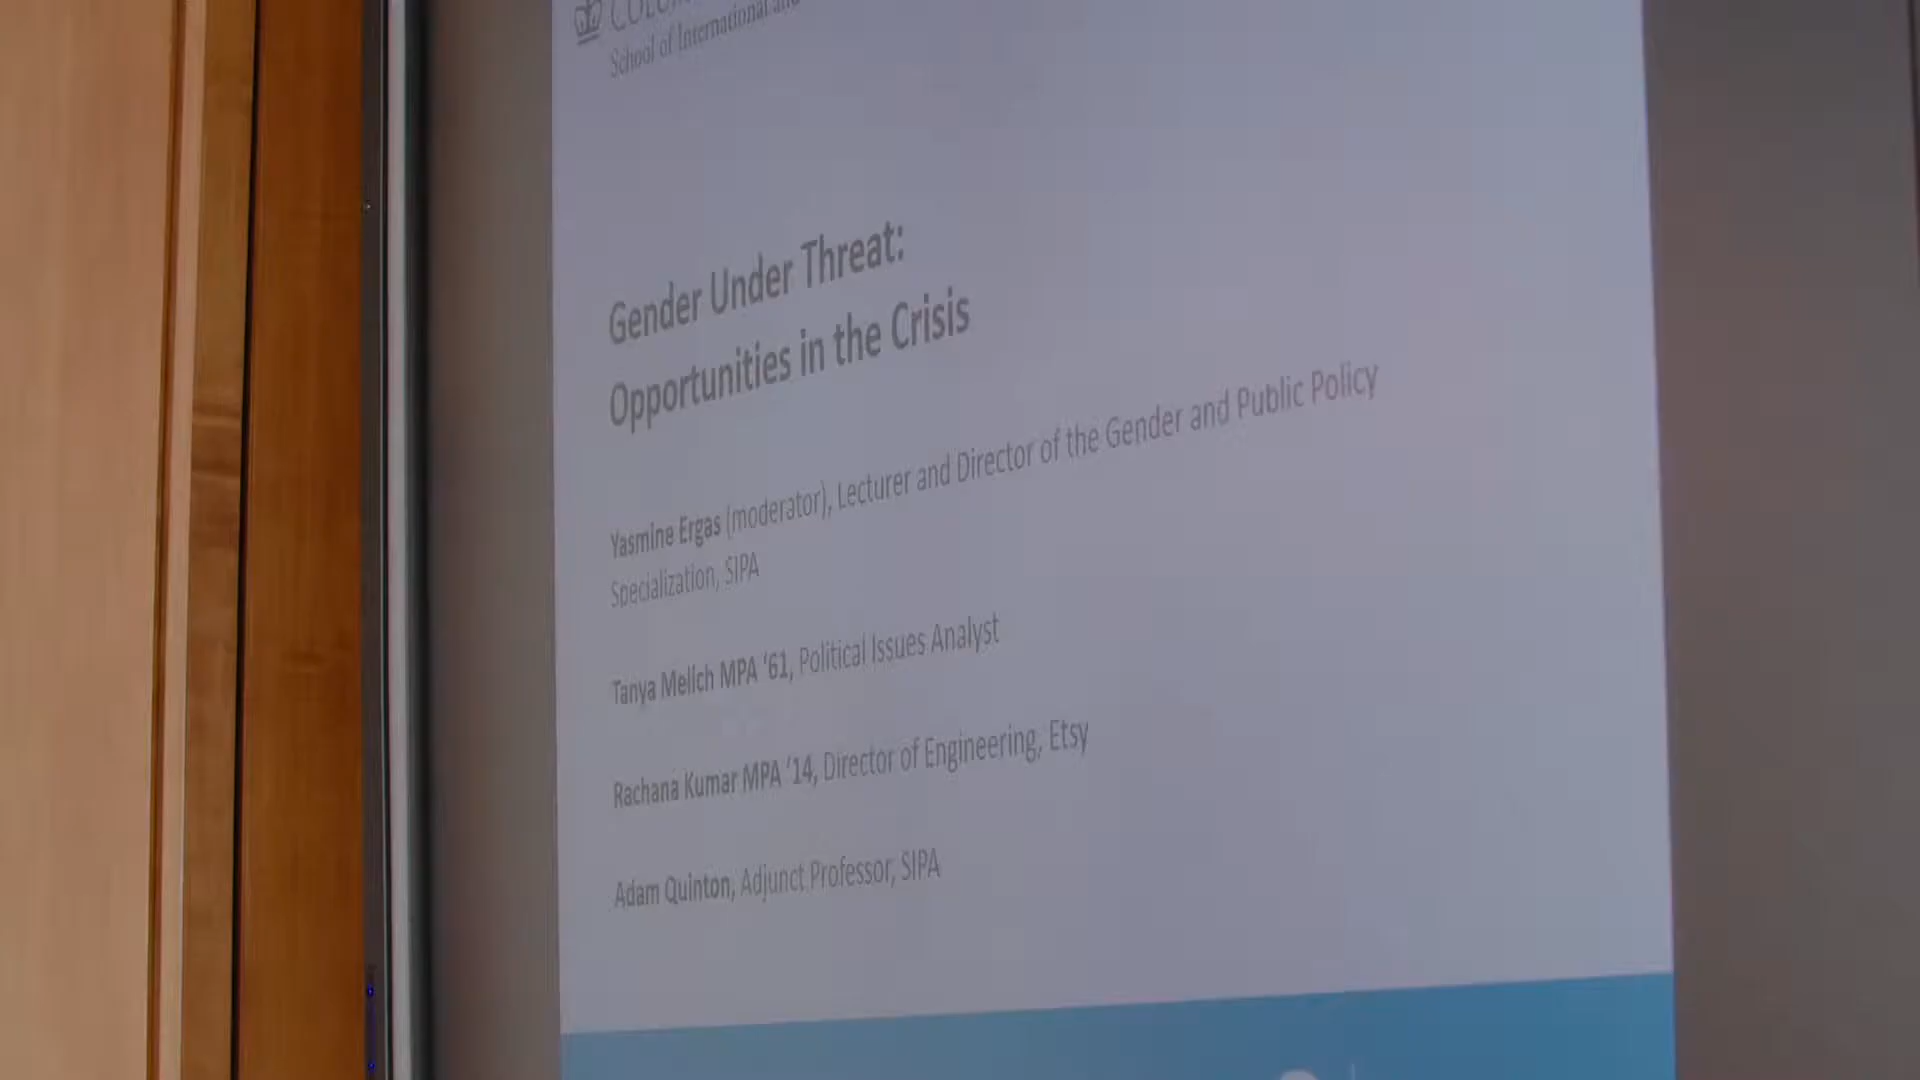 School of International and
Gender Under Threat:
Opportunities in the Crisis
Yasmine Ergas (moderator), Lecturer and Director of the Gender and Public Policy
Specialization, SIPA
Tanya Melich MPA ‘61, Political Issues Analyst
Rachana Kumar MPA ‘14, Director of Engineering, Etsy
Adam Quinton, Adjunct Professor, SIPA